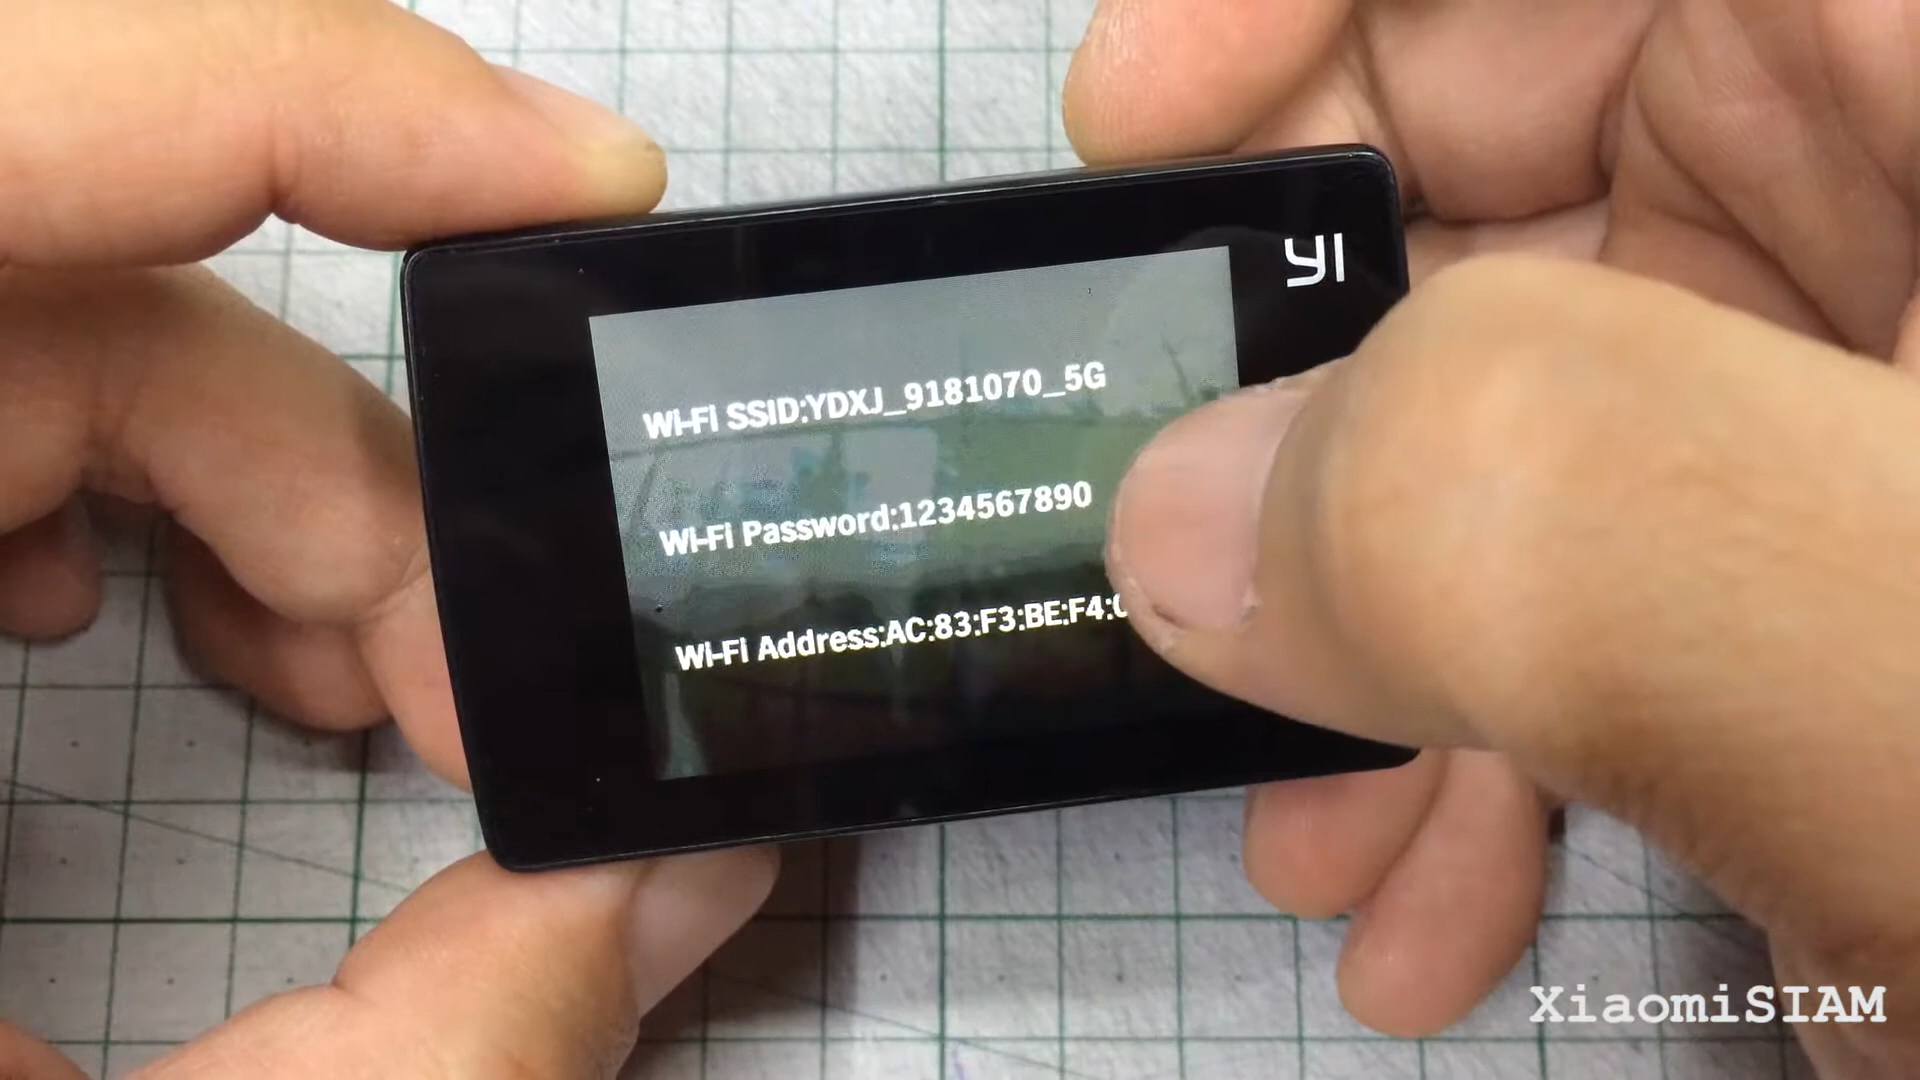 YI
Wi-Fi SSID:YDXJ_9181070_5G
Wi-Fi Password:1234567890
Wi-Fi Address:AC:83:F3:BE:F4:
XiaomiSIAM